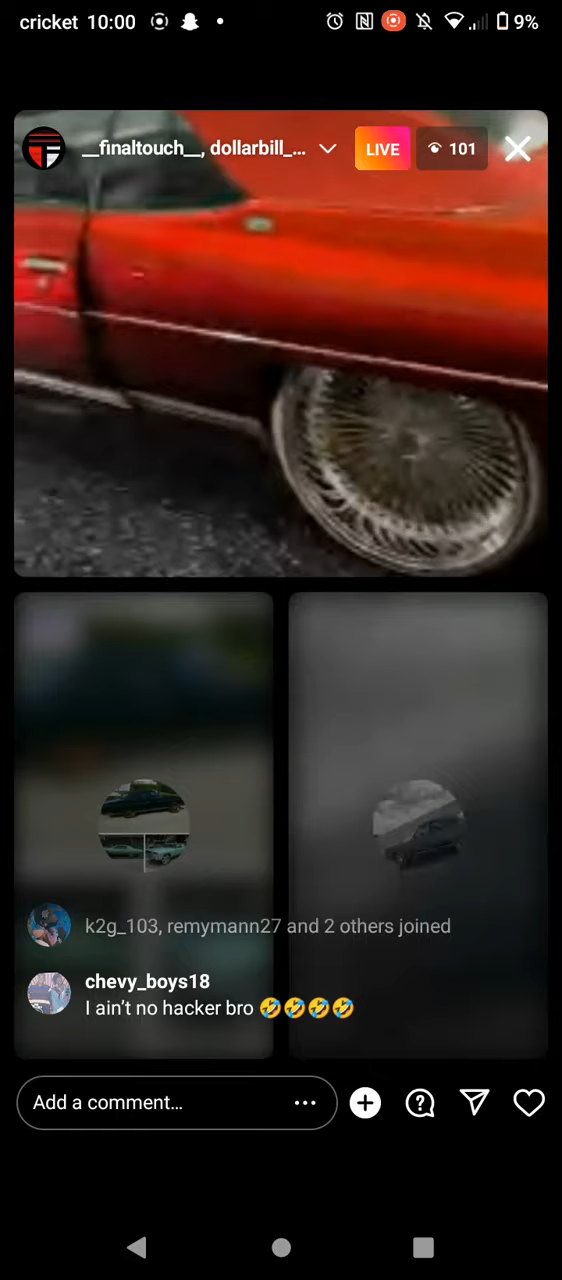 cricket 10:00 9%
__finaltouch__, dollarbill_... LIVE 101
k2g_103, remymann27 and 2 others joined
chevy_boys18
I ain't no hacker bro 🤣🤣🤣🤣
Add a comment...